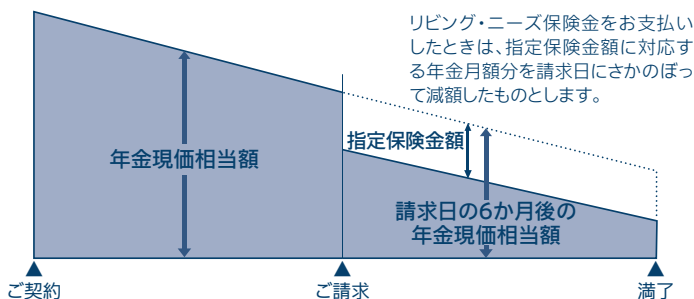 リビング・ニーズ保険金をお支払い
したときは、指定保険金額に対応す
る年金月額分を請求日にさかのぼっ
て減額したものとします。
指定保険金額
年金現価相当額
請求日の6か月後の
年金現価相当額
ご契約
ご請求
満了